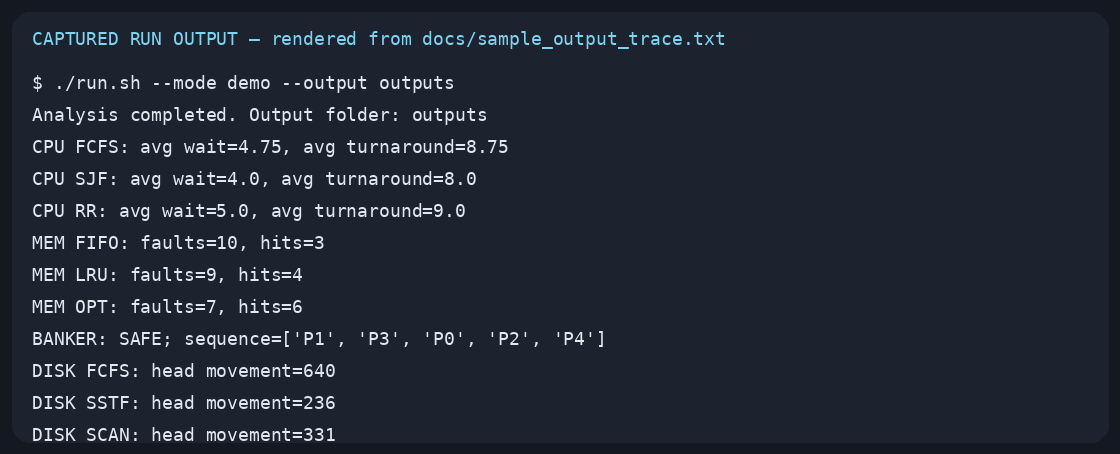 CAPTURED RUN OUTPUT — rendered from docs/sample_output_trace.txt
$ ./run.sh --mode demo --output outputs
Analysis completed. Output folder: outputs
CPU FCFS: avg wait=4.75, avg turnaround=8.75
CPU SJF: avg wait=4.0, avg turnaround=8.0
CPU RR: avg wait=5.0, avg turnaround=9.0
MEM FIFO: faults=10, hits=3
MEM LRU: faults=9, hits=4
MEM OPT: faults=7, hits=6
BANKER: SAFE; sequence=['P1', 'P3', 'P0', 'P2', 'P4']
DISK FCFS: head movement=640
DISK SSTF: head movement=236
DISK SCAN: head movement=331